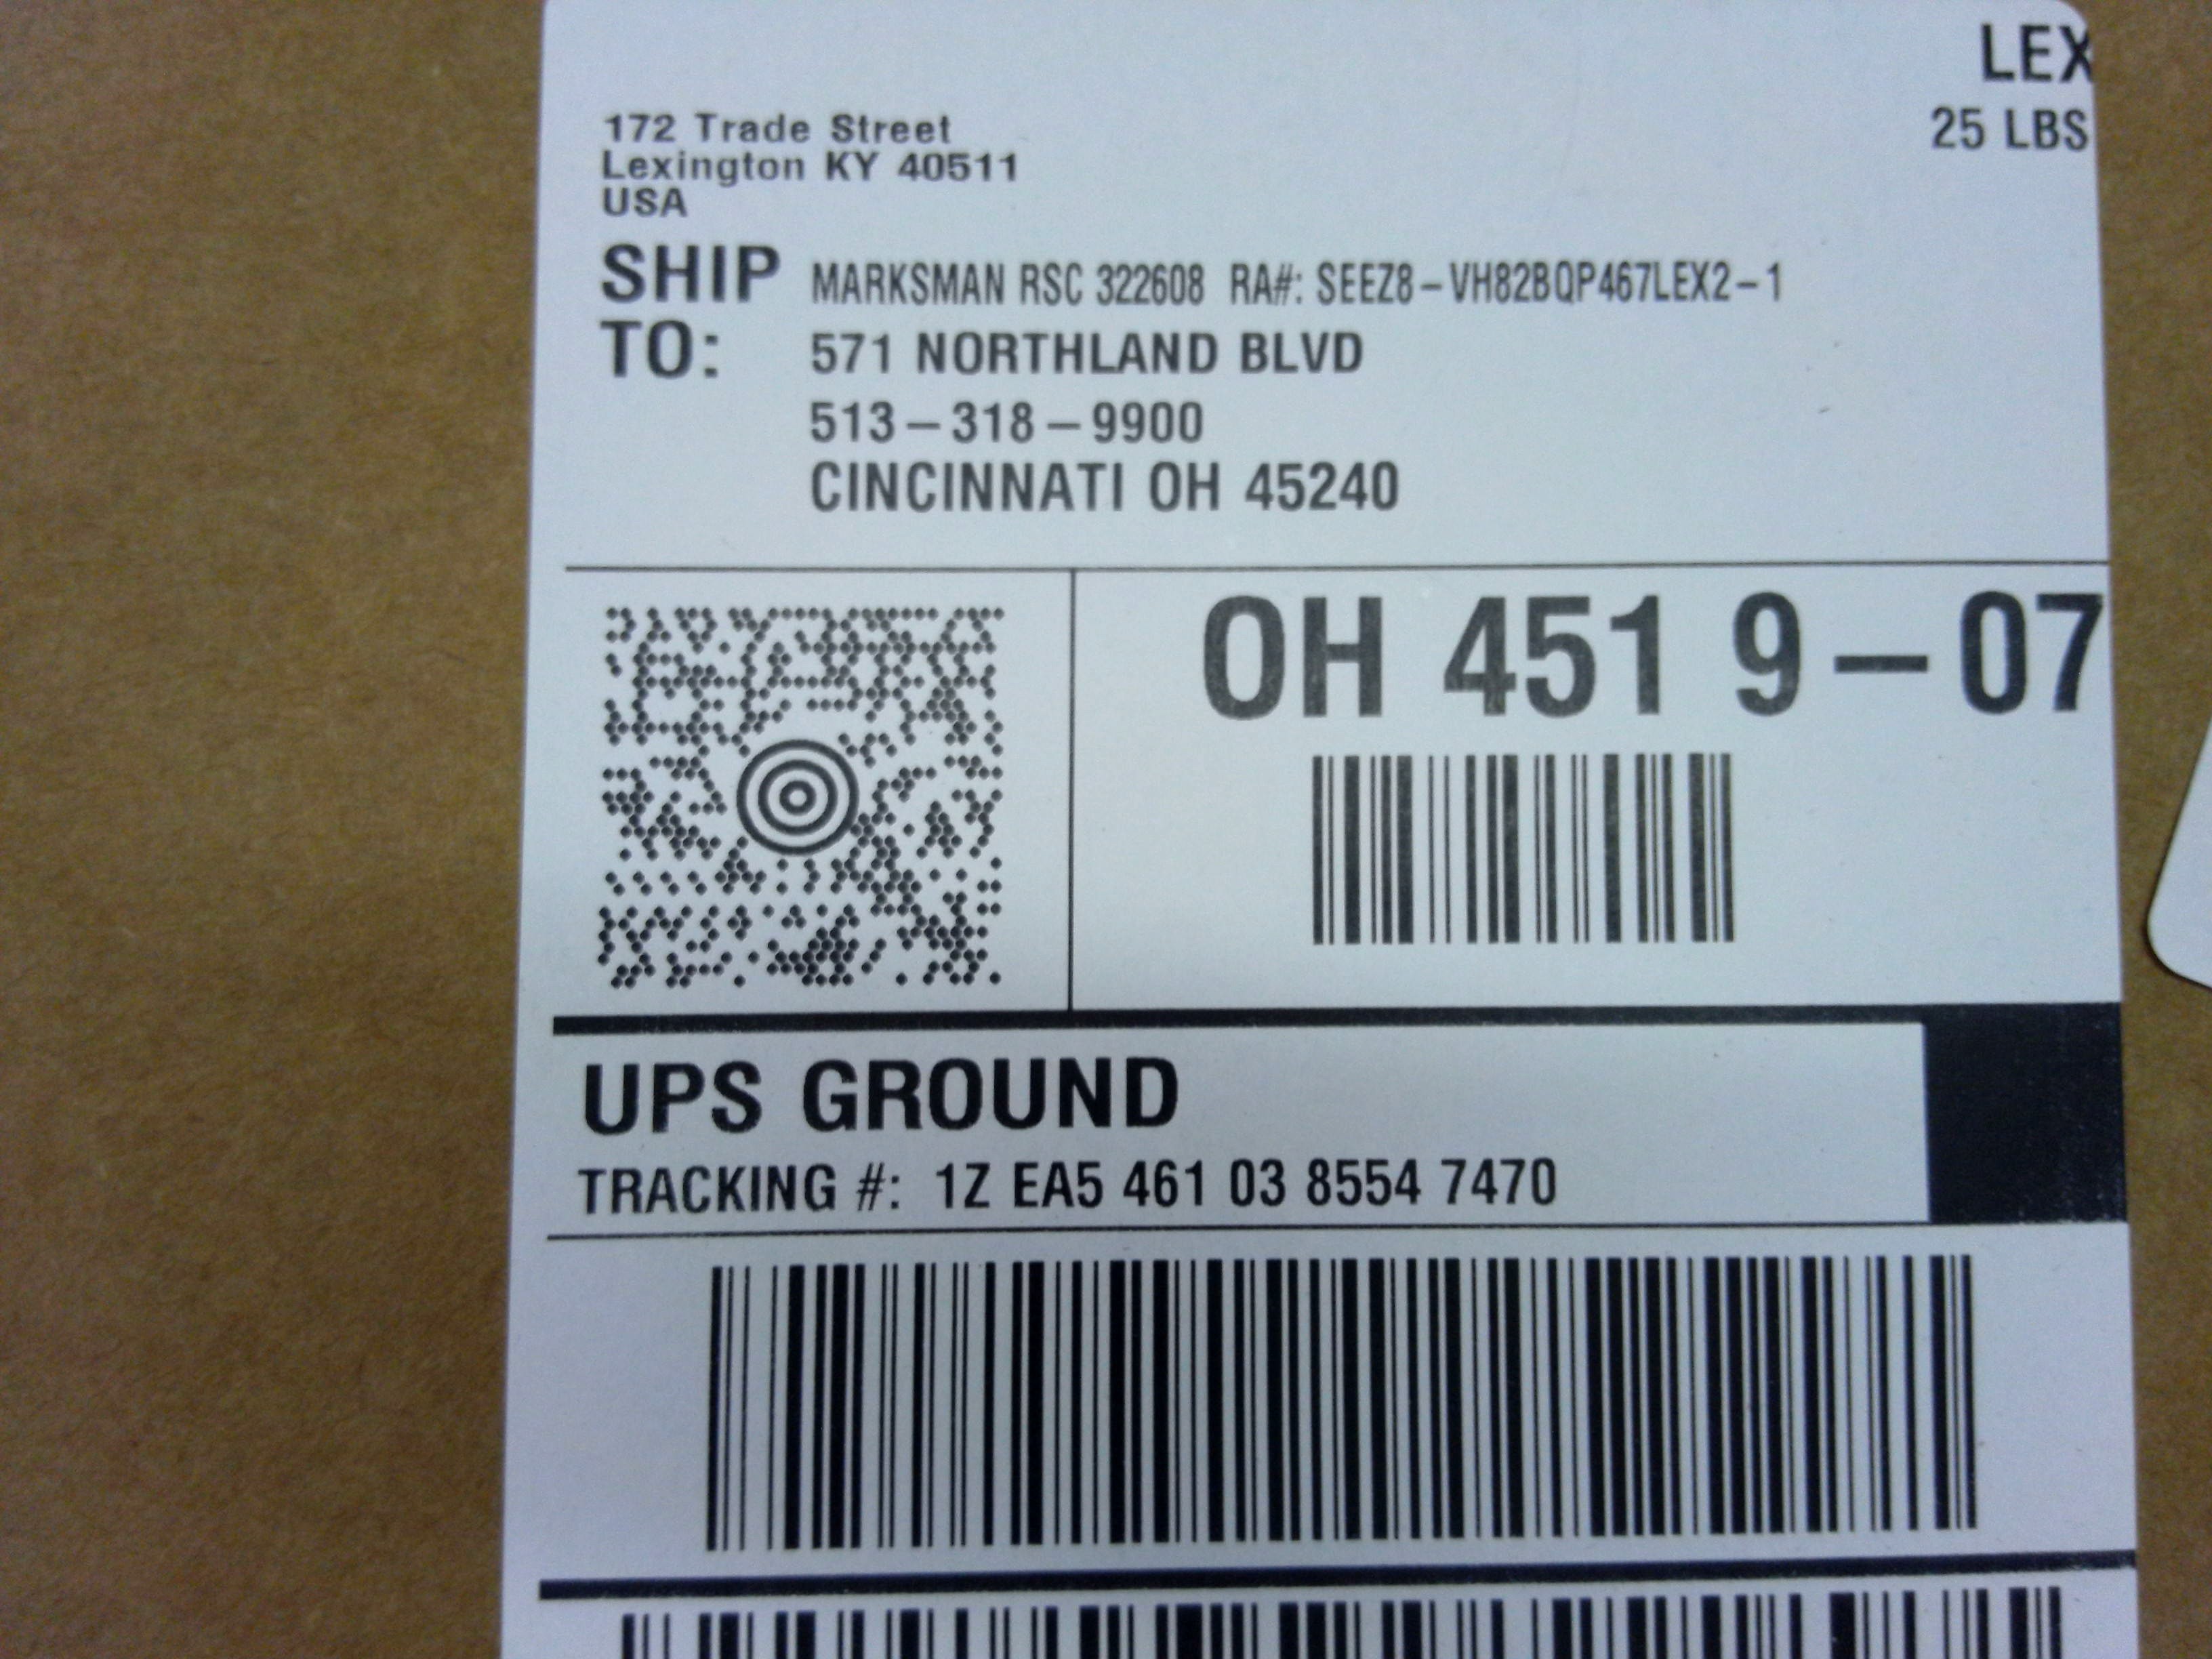 LEX
25 LBS
172 Trade Street
Lexington KY 40511
USA
SHIP TO:
MARKSMAN RSC 322608 RA#: SEEZ8-VH82BQP467LEX2-1
571 NORTHLAND BLVD
513-318-9900
CINCINNATI OH 45240
OH 451 9-07
UPS GROUND
TRACKING #: 1Z EA5 461 03 8554 7470